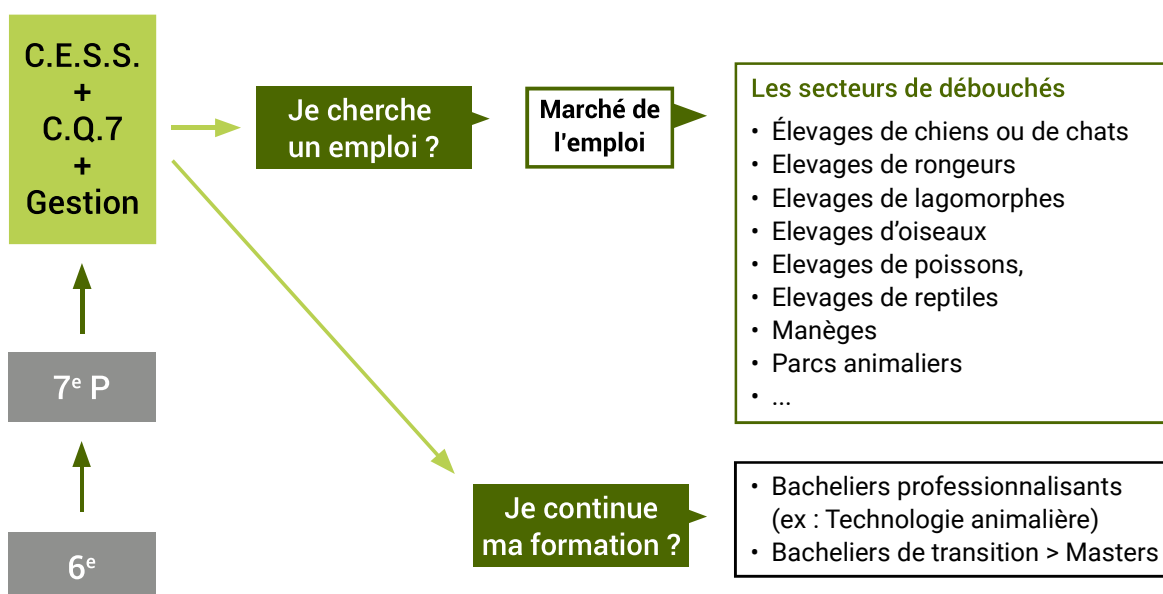 C.E.S.S.
+
C.Q.7
+
Gestion
7e P
6e
Je cherche
un emploi ?
Marché de
l'emploi
Les secteurs de débouchés
• Élevages de chiens ou de chats
• Elevages de rongeurs
• Elevages de lagomorphes
• Elevages d’oiseaux
• Elevages de poissons,
• Elevages de reptiles
• Manèges
• Parcs animaliers
• ...
Je continue
ma formation ?
• Bacheliers professionnalisants
(ex : Technologie animalière)
• Bacheliers de transition > Masters